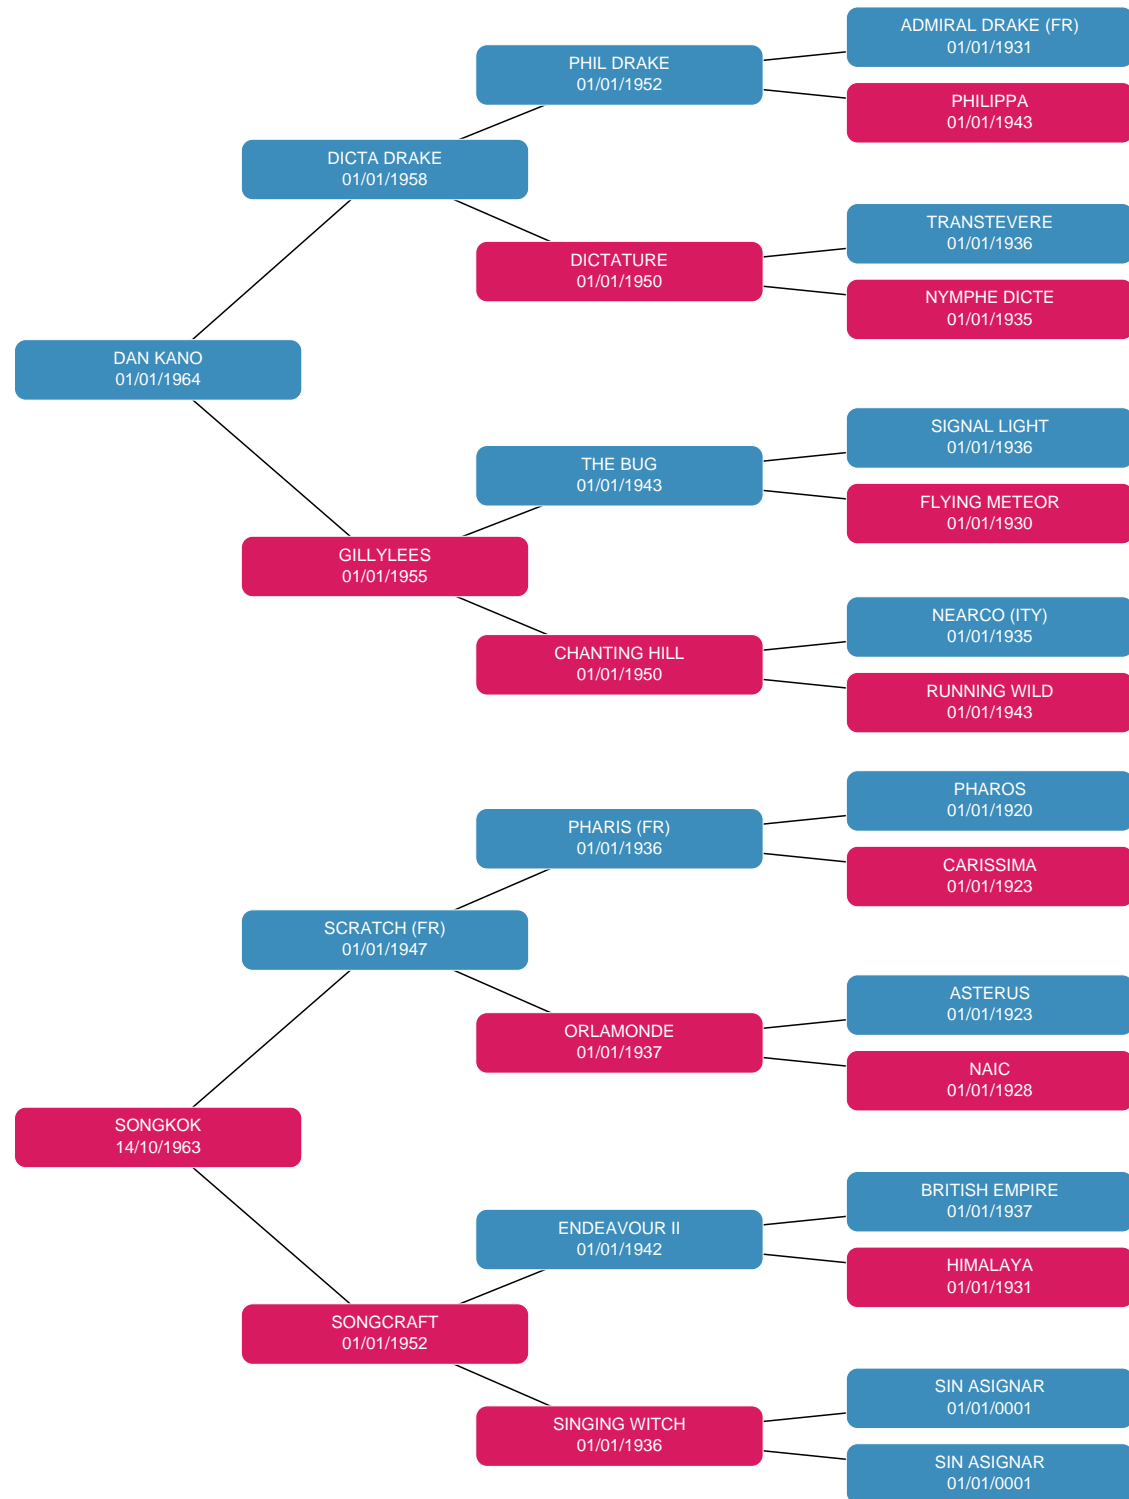 ADMIRAL DRAKE (FR)
01/01/1931
PHIL DRAKE
01/01/1952
PHILIPPA
01/01/1943
DICTA DRAKE
01/01/1958
TRANSTEVERE
01/01/1936
DICTATURE
01/01/1950
NYMPHE DICTE
01/01/1935
DAN KANO
01/01/1964
SIGNAL LIGHT
01/01/1936
THE BUG
01/01/1943
FLYING METEOR
01/01/1930
GILLYLEES
01/01/1955
NEARCO (ITY)
01/01/1935
CHANTING HILL
01/01/1950
RUNNING WILD
01/01/1943
PHAROS
01/01/1920
PHARIS (FR)
01/01/1936
CARISSIMA
01/01/1923
SCRATCH (FR)
01/01/1947
ASTERUS
01/01/1923
ORLAMONDE
01/01/1937
NAIC
01/01/1928
SONGKOK
14/10/1963
BRITISH EMPIRE
01/01/1937
ENDEAVOUR II
01/01/1942
HIMALAYA
01/01/1931
SONGCRAFT
01/01/1952
SIN ASIGNAR
01/01/0001
SINGING WITCH
01/01/1936
SIN ASIGNAR
01/01/0001